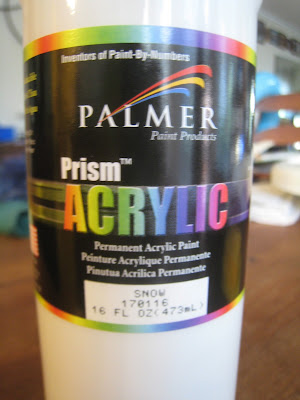 Inventors of Paint-By-Numbers
PALMER
Paint Products
Prism™
ACRYLIC
Permanent Acrylic Paint
Peinture Acrylique Permanente
Pinutua Acrilica Permanente
SNOW
170116
16 FL OZ(473mL)